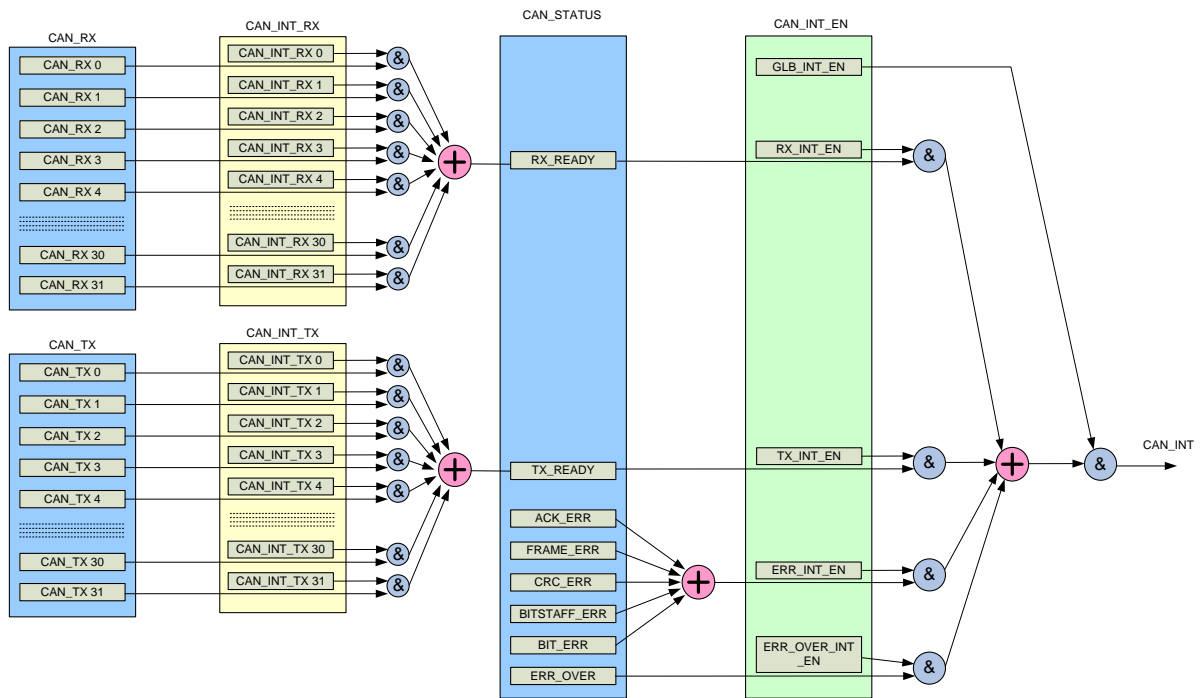 CAN_RX
CAN_RX 0
CAN_RX 1
CAN_RX 2
CAN_RX 3
CAN_RX 4
CAN_RX 30
CAN_RX 31
CAN_INT_RX
CAN_INT_RX 0
CAN_INT_RX 1
CAN_INT_RX 2
CAN_INT_RX 3
CAN_INT_RX 4
CAN_INT_RX 30
CAN_INT_RX 31
&
&
&
&
&
&
&
+
CAN_TX
CAN_TX 0
CAN_TX 1
CAN_TX 2
CAN_TX 3
CAN_TX 4
CAN_TX 30
CAN_TX 31
CAN_INT_TX
CAN_INT_TX 0
CAN_INT_TX 1
CAN_INT_TX 2
CAN_INT_TX 3
CAN_INT_TX 4
CAN_INT_TX 30
CAN_INT_TX 31
&
&
&
&
&
&
&
+
CAN_STATUS
RX_READY
TX_READY
ACK_ERR
FRAME_ERR
CRC_ERR
BITSTAFF_ERR
BIT_ERR
ERR_OVER
+
CAN_INT_EN
GLB_INT_EN
RX_INT_EN
TX_INT_EN
ERR_INT_EN
ERR_OVER_INT
_EN
&
&
&
&
+
&
CAN_INT